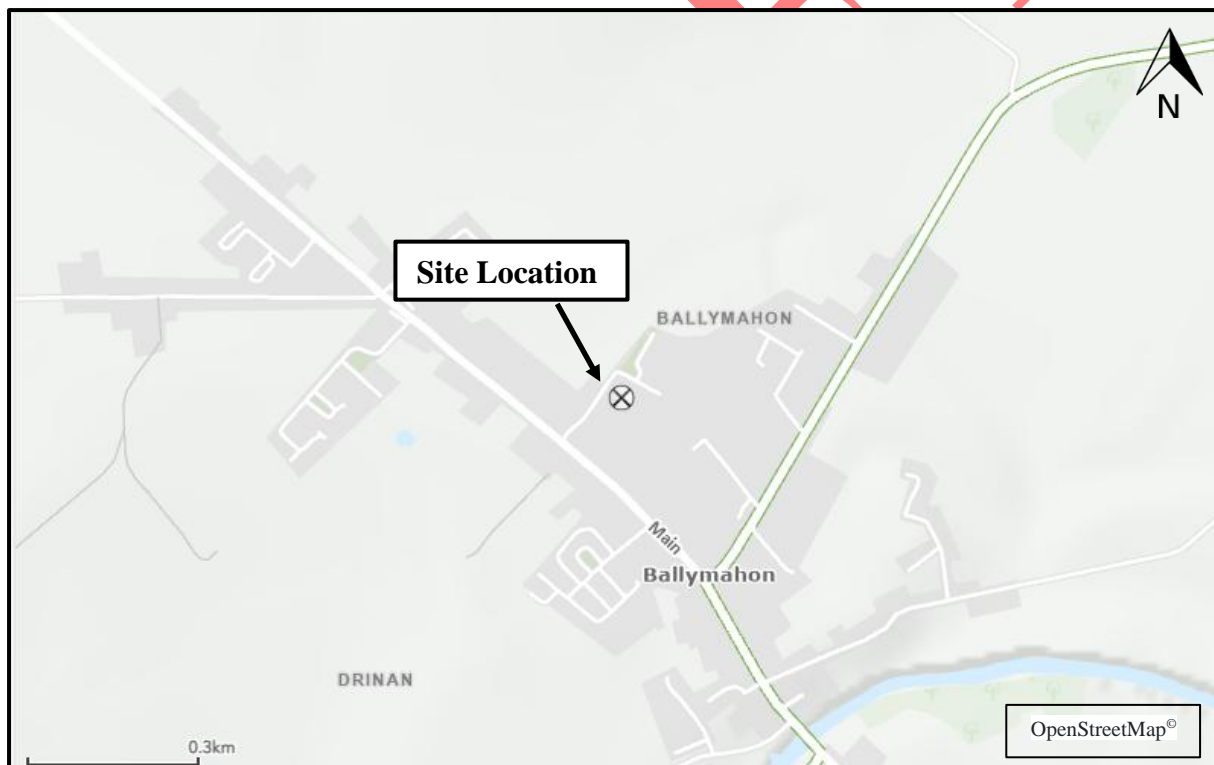 N
Site Location
BALLYMAHON
Main
Ballymahon
DRINAN
0.3km
OpenStreetMap©